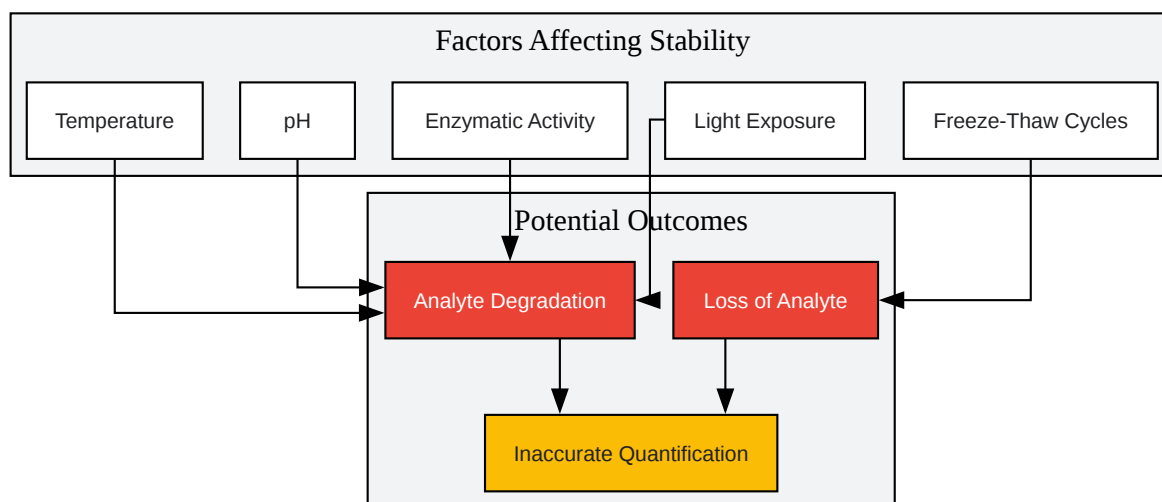 Factors Affecting Stability
Temperature
pH
Enzymatic Activity
Light Exposure
Freeze-Thaw Cycles
Potential Outcomes
Analyte Degradation
Loss of Analyte
Inaccurate Quantification